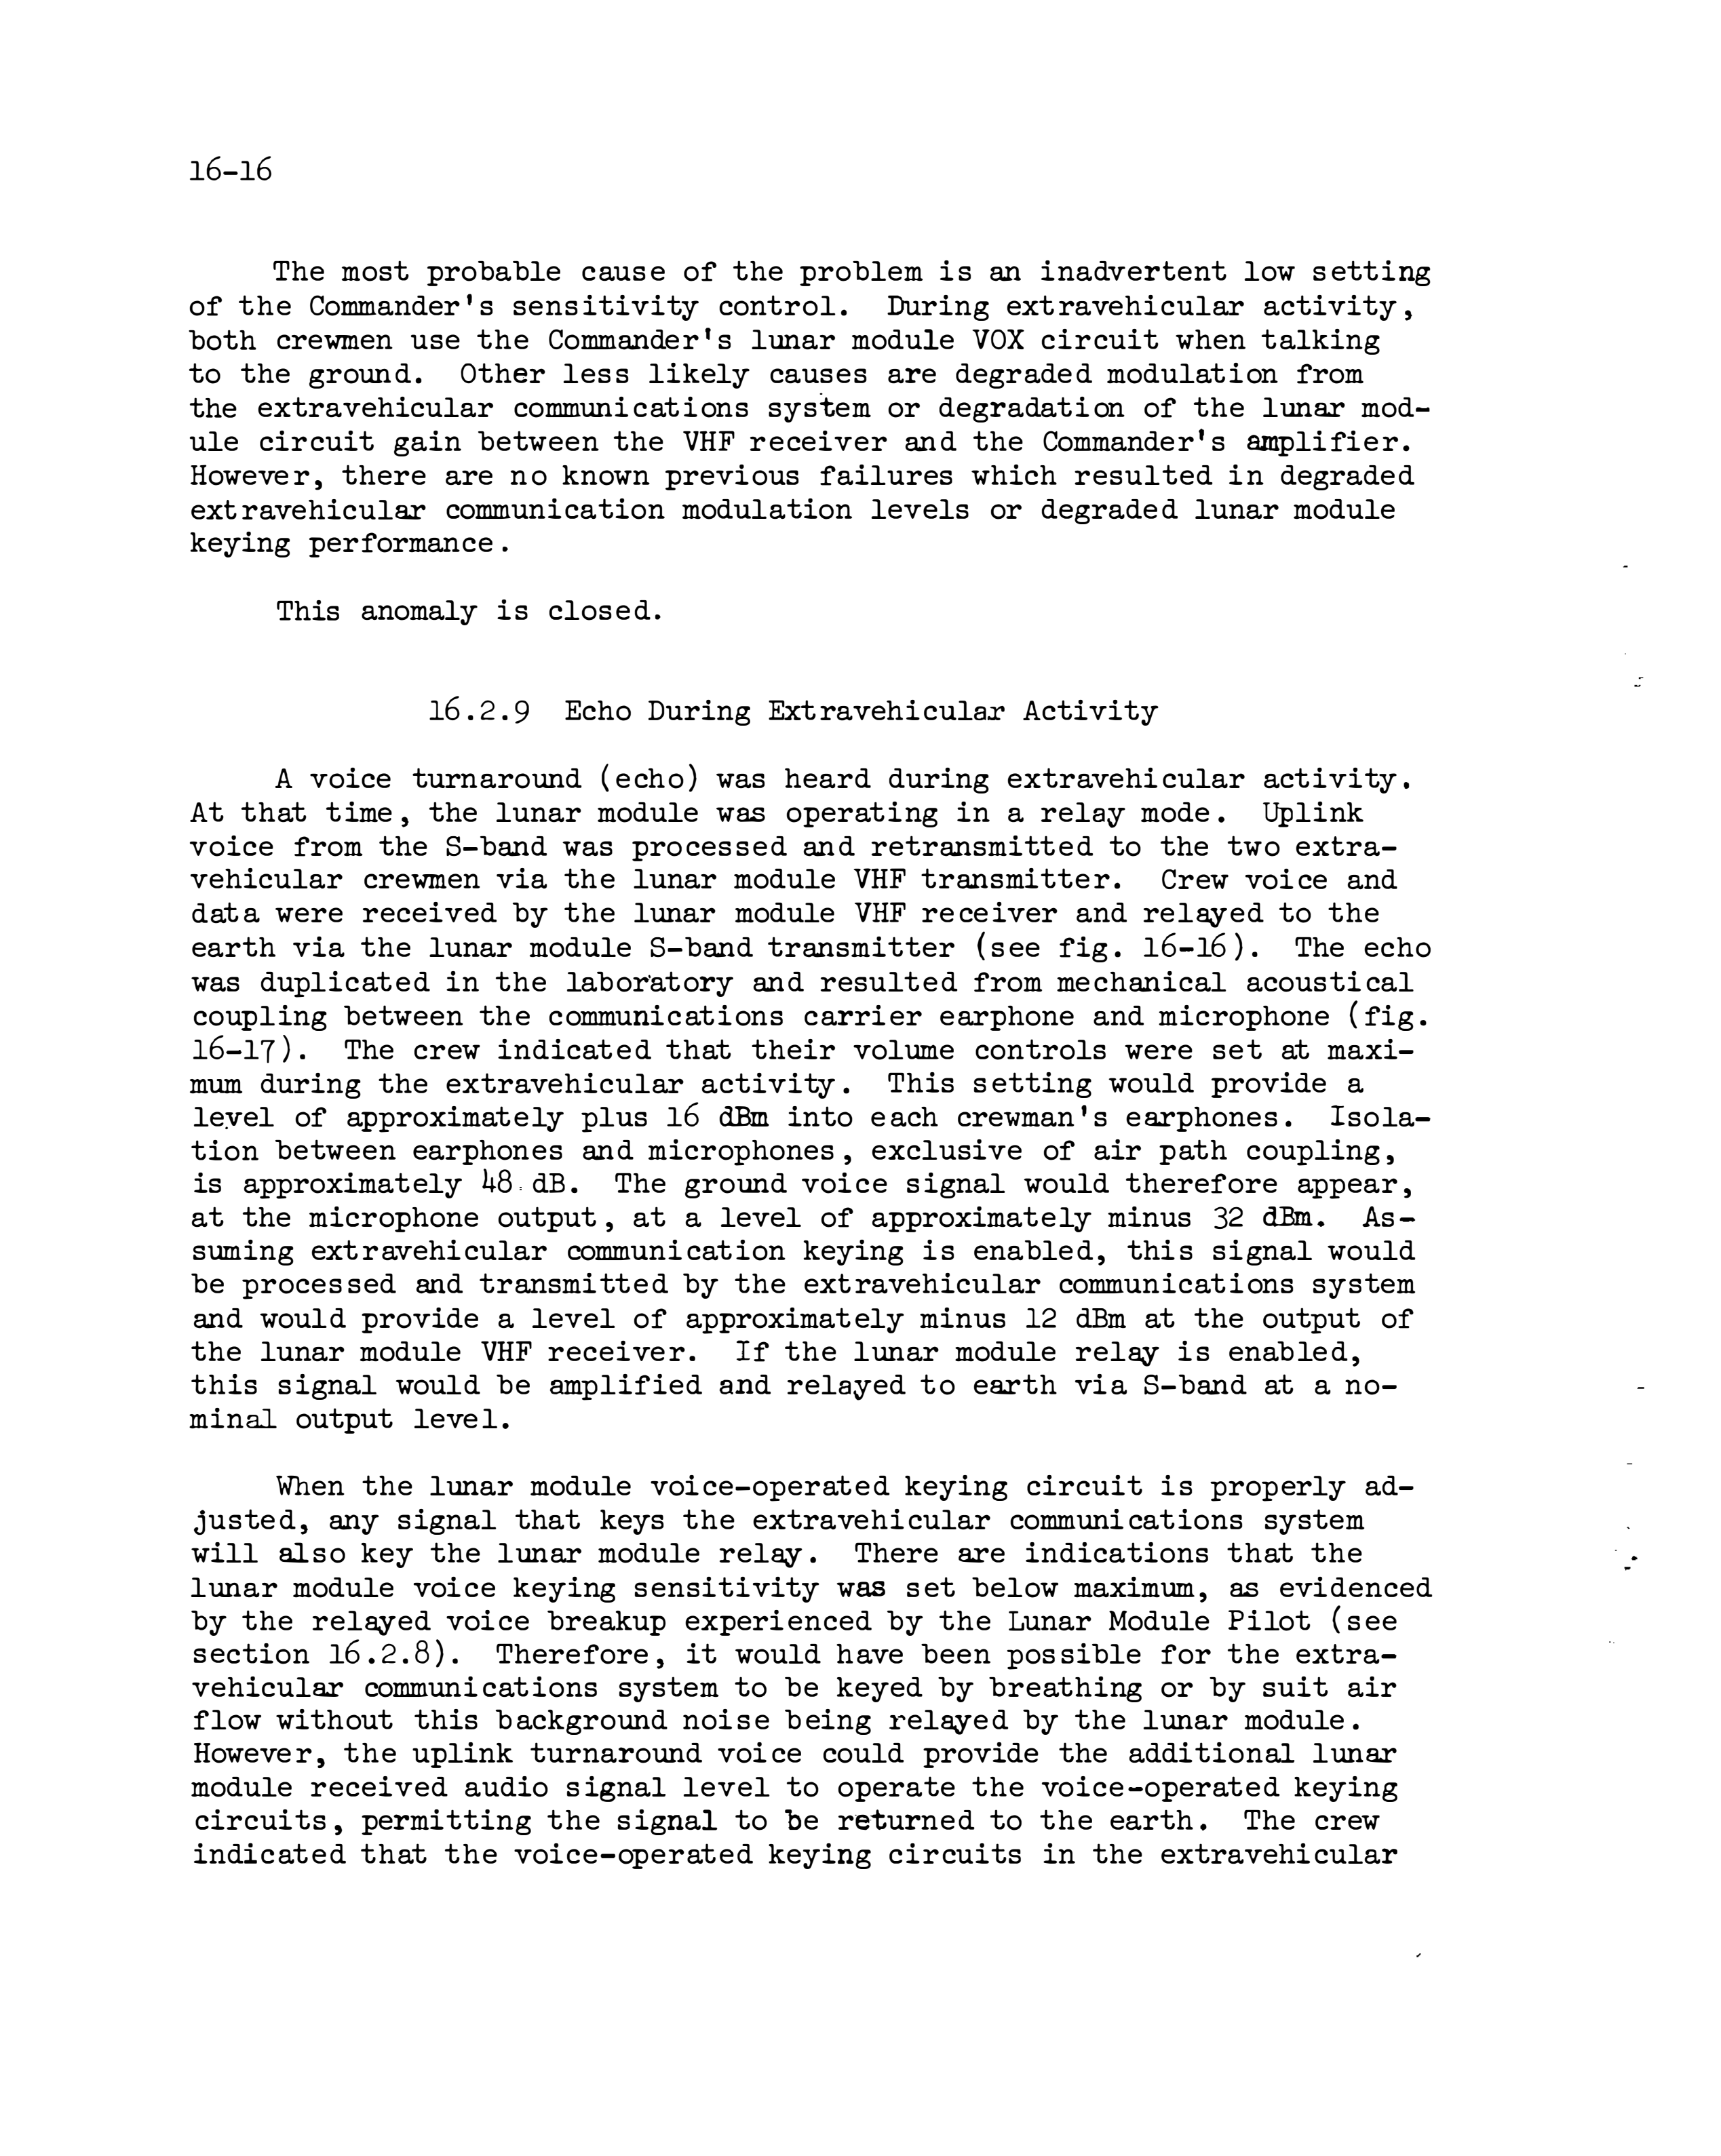 16-16
The most probable cause of the problem is an inadvertent low setting
of the Commander's sensitivity control. During extravehicular activity,
both crewmen use the Commander's lunar module VOX circuit when talking
to the ground. Other less likely causes are degraded modulation from
the extravehicular communications system or degradation of the lunar mod-
ule circuit gain between the VHF receiver and the Commander's amplifier.
However, there are no known previous failures which resulted in degraded
extravehicular communication modulation levels or degraded lunar module
keying performance.
This anomaly is closed.
16.2.9 Echo During Extravehicular Activity
A voice turnaround (echo) was heard during extravehicular activity.
At that time, the lunar module was operating in a relay mode. Uplink
voice from the S-band was processed and retransmitted to the two extra-
vehicular crewmen via the lunar module VHF transmitter. Crew voice and
data were received by the lunar module VHF receiver and relayed to the
earth via the lunar module S-band transmitter (see fig. 16-16). The echo
was duplicated in the laboratory and resulted from mechanical acoustical
coupling between the communications carrier earphone and microphone (fig.
16-17). The crew indicated that their volume controls were set at maxi-
mum during the extravehicular activity. This setting would provide a
level of approximately plus 16 dBm into each crewman's earphones. Isola-
tion between earphones and microphones, exclusive of air path coupling,
is approximately 48 dB. The ground voice signal would therefore appear,
at the microphone output, at a level of approximately minus 32 dBm. As-
suming extravehicular communication keying is enabled, this signal would
be processed and transmitted by the extravehicular communications system
and would provide a level of approximately minus 12 dBm at the output of
the lunar module VHF receiver. If the lunar module relay is enabled,
this signal would be amplified and relayed to earth via S-band at a no-
minal output level.
When the lunar module voice-operated keying circuit is properly ad-
justed, any signal that keys the extravehicular communications system
will also key the lunar module relay. There are indications that the
lunar module voice keying sensitivity was set below maximum, as evidenced
by the relayed voice breakup experienced by the Lunar Module Pilot (see
section 16.2.8). Therefore, it would have been possible for the extra-
vehicular communications system to be keyed by breathing or by suit air
flow without this background noise being relayed by the lunar module.
However, the uplink turnaround voice could provide the additional lunar
module received audio signal level to operate the voice-operated keying
circuits, permitting the signal to be returned to the earth. The crew
indicated that the voice-operated keying circuits in the extravehicular